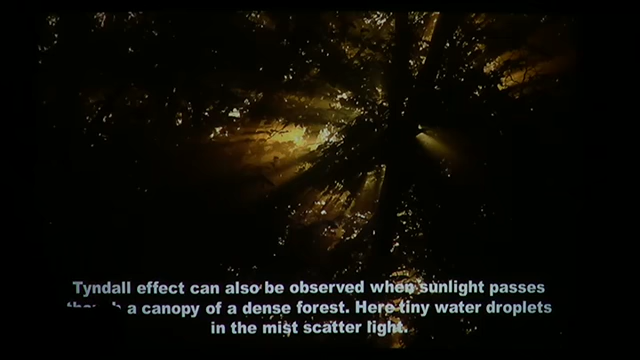 Tyndall effect can also be observed when sunlight passes
a canopy of a dense forest. Here tiny water droplets
in the mist scatter light.